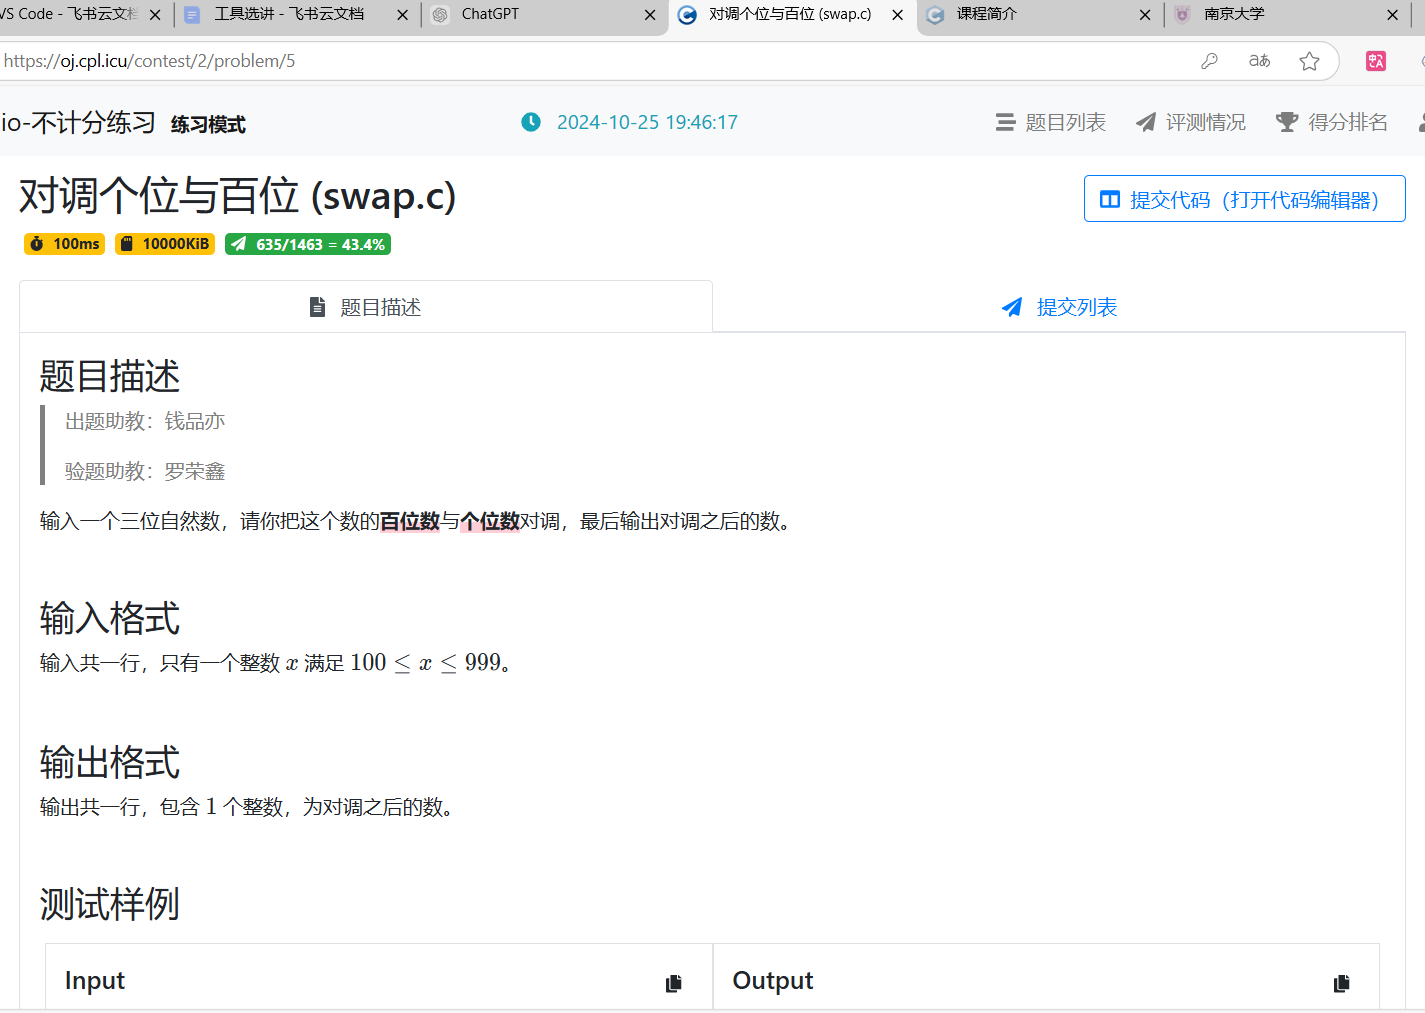 VS Code - 飞书云文档
工具选讲 - 飞书云文档
ChatGPT
对调个位与百位 (swap.c)
课程简介
南京大学
https://oj.cpl.icu/contest/2/problem/5
io-不计分练习 练习模式
2024-10-25 19:46:17
题目列表
评测情况
得分排名
对调个位与百位 (swap.c)
提交代码（打开代码编辑器）
100ms 10000KiB 635/1463 = 43.4%
题目描述
提交列表
题目描述
出题助教：钱品亦
验题助教：罗荣鑫
输入一个三位自然数，请你把这个数的百位数与个位数对调，最后输出对调之后的数。
输入格式
输入共一行，只有一个整数 x 满足 100 ≤ x ≤ 999。
输出格式
输出共一行，包含 1 个整数，为对调之后的数。
测试样例
Input
Output